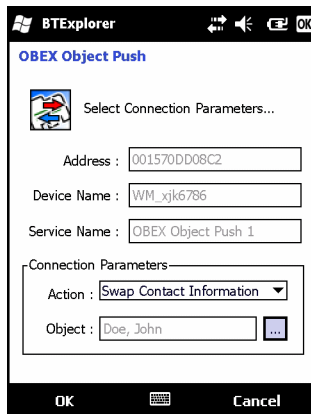 BTExplorer OK
OBEX Object Push
Select Connection Parameters...
Address : 001570DD08C2
Device Name : WM_xjk6786
Service Name : OBEX Object Push 1
Connection Parameters
Action : Swap Contact Information
Object : Doe, John ...
OK Cancel